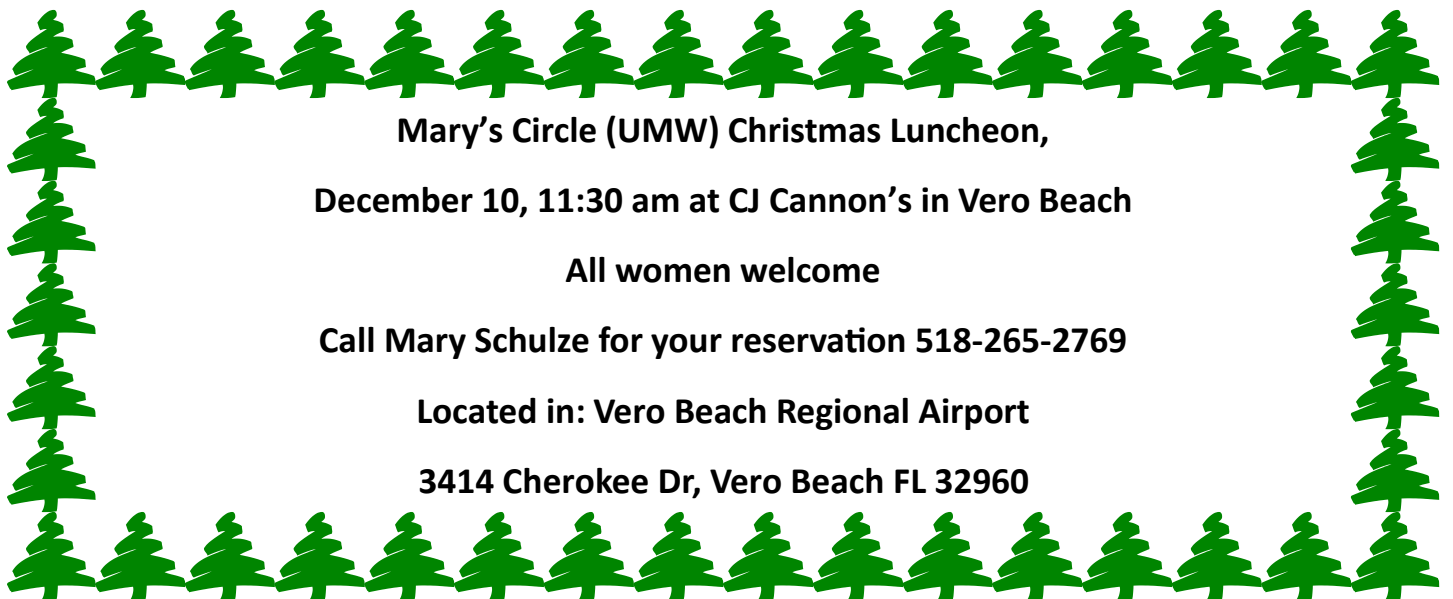 Mary’s Circle (UMW) Christmas Luncheon,
December 10, 11:30 am at CJ Cannon’s in Vero Beach
All women welcome
Call Mary Schulze for your reservation 518-265-2769
Located in: Vero Beach Regional Airport
3414 Cherokee Dr, Vero Beach FL 32960